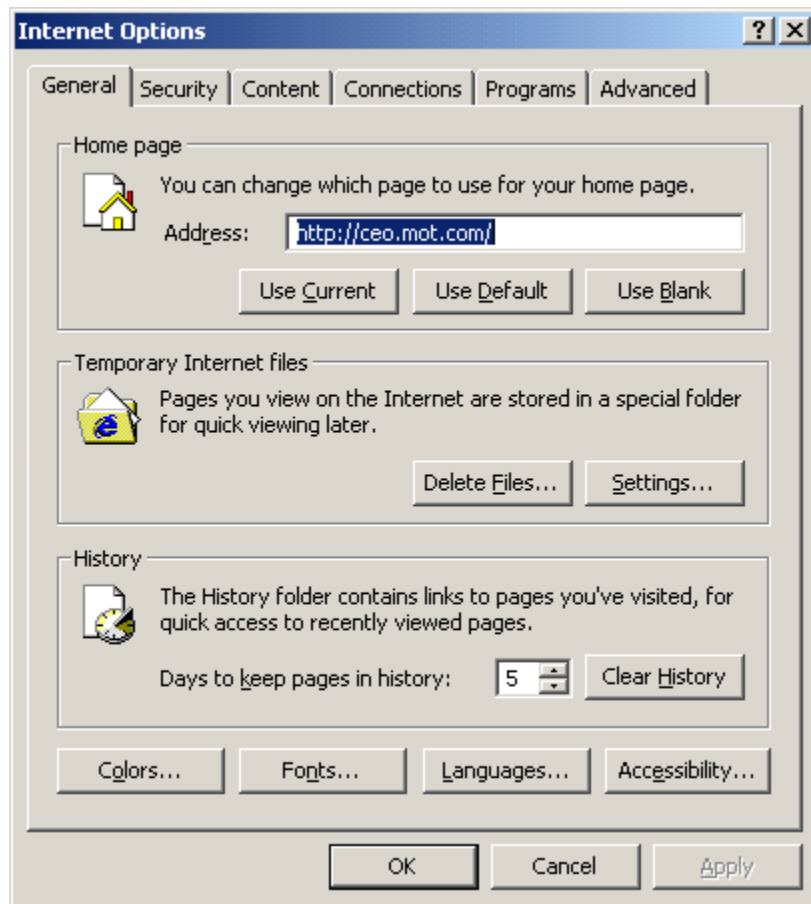 Internet Options
General Security Content Connections Programs Advanced
Home page
You can change which page to use for your home page.
Address: http://ceo.mot.com/
Use Current Use Default Use Blank
Temporary Internet files
Pages you view on the Internet are stored in a special folder
for quick viewing later.
Delete Files... Settings...
History
The History folder contains links to pages you've visited, for
quick access to recently viewed pages.
Days to keep pages in history: 5 Clear History
Colors... Fonts... Languages... Accessibility...
OK Cancel Apply